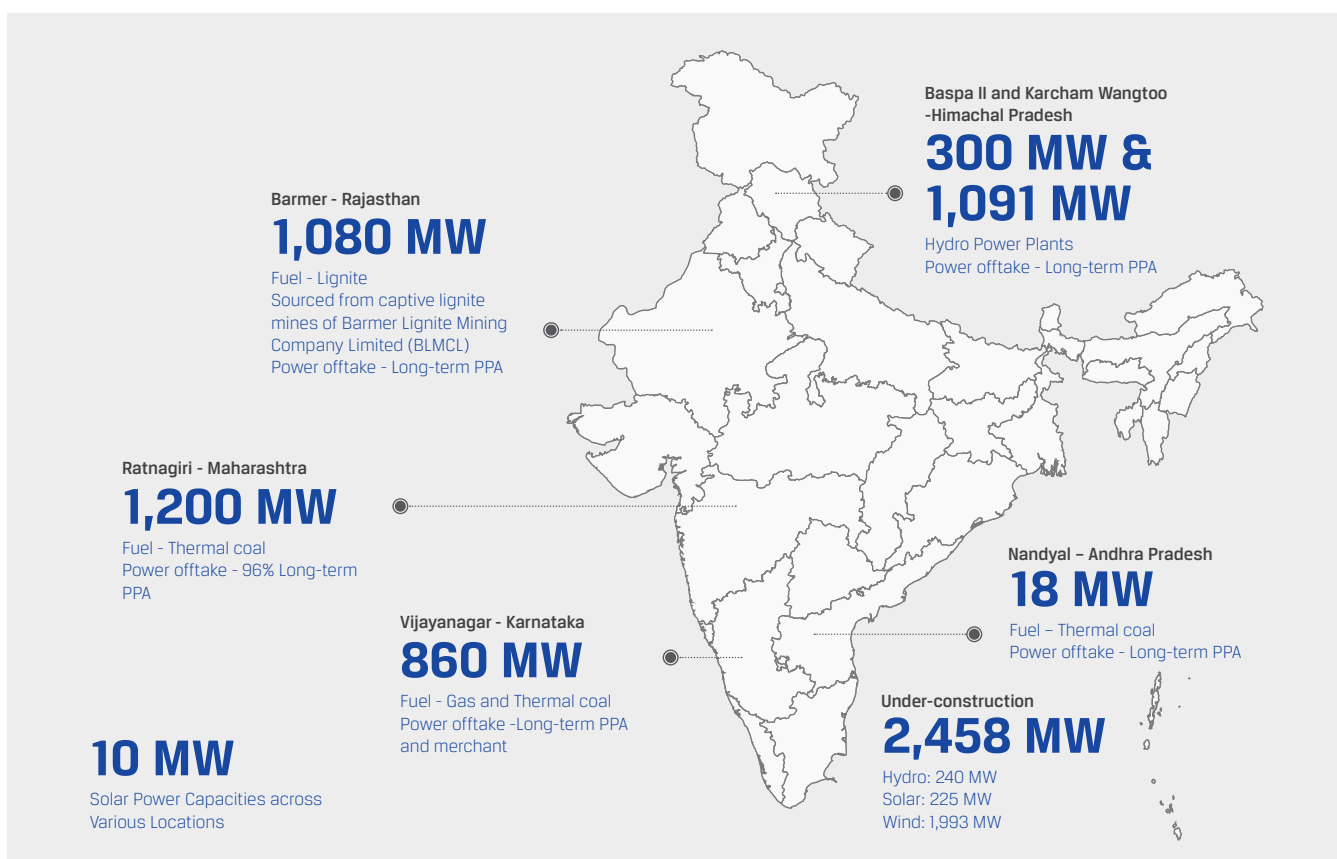 Baspa II and Karcham Wangtoo
-Himachal Pradesh
300 MW &
1,091 MW
Hydro Power Plants
Power offtake - Long-term PPA
Barmer - Rajasthan
1,080 MW
Fuel - Lignite
Sourced from captive lignite
mines of Barmer Lignite Mining
Company Limited (BLMCL)
Power offtake - Long-term PPA
Ratnagiri - Maharashtra
1,200 MW
Fuel - Thermal coal
Power offtake - 96% Long-term
PPA
Nandyal – Andhra Pradesh
18 MW
Fuel – Thermal coal
Power offtake - Long-term PPA
Vijayanagar - Karnataka
860 MW
Fuel - Gas and Thermal coal
Power offtake -Long-term PPA
and merchant
Under-construction
2,458 MW
Hydro: 240 MW
Solar: 225 MW
Wind: 1,993 MW
10 MW
Solar Power Capacities across
Various Locations